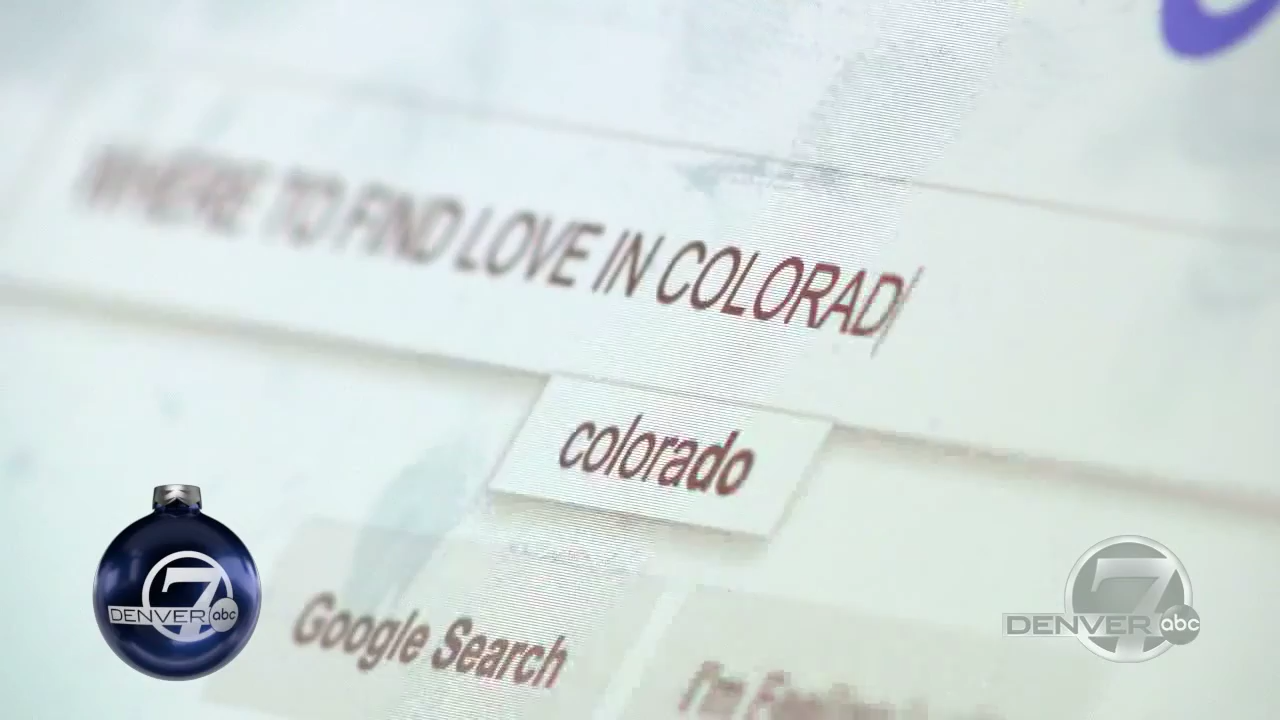 WHERE TO FIND LOVE IN COLORAD
colorado
Google Search
I'm
7
DENVER abc
7
DENVER abc